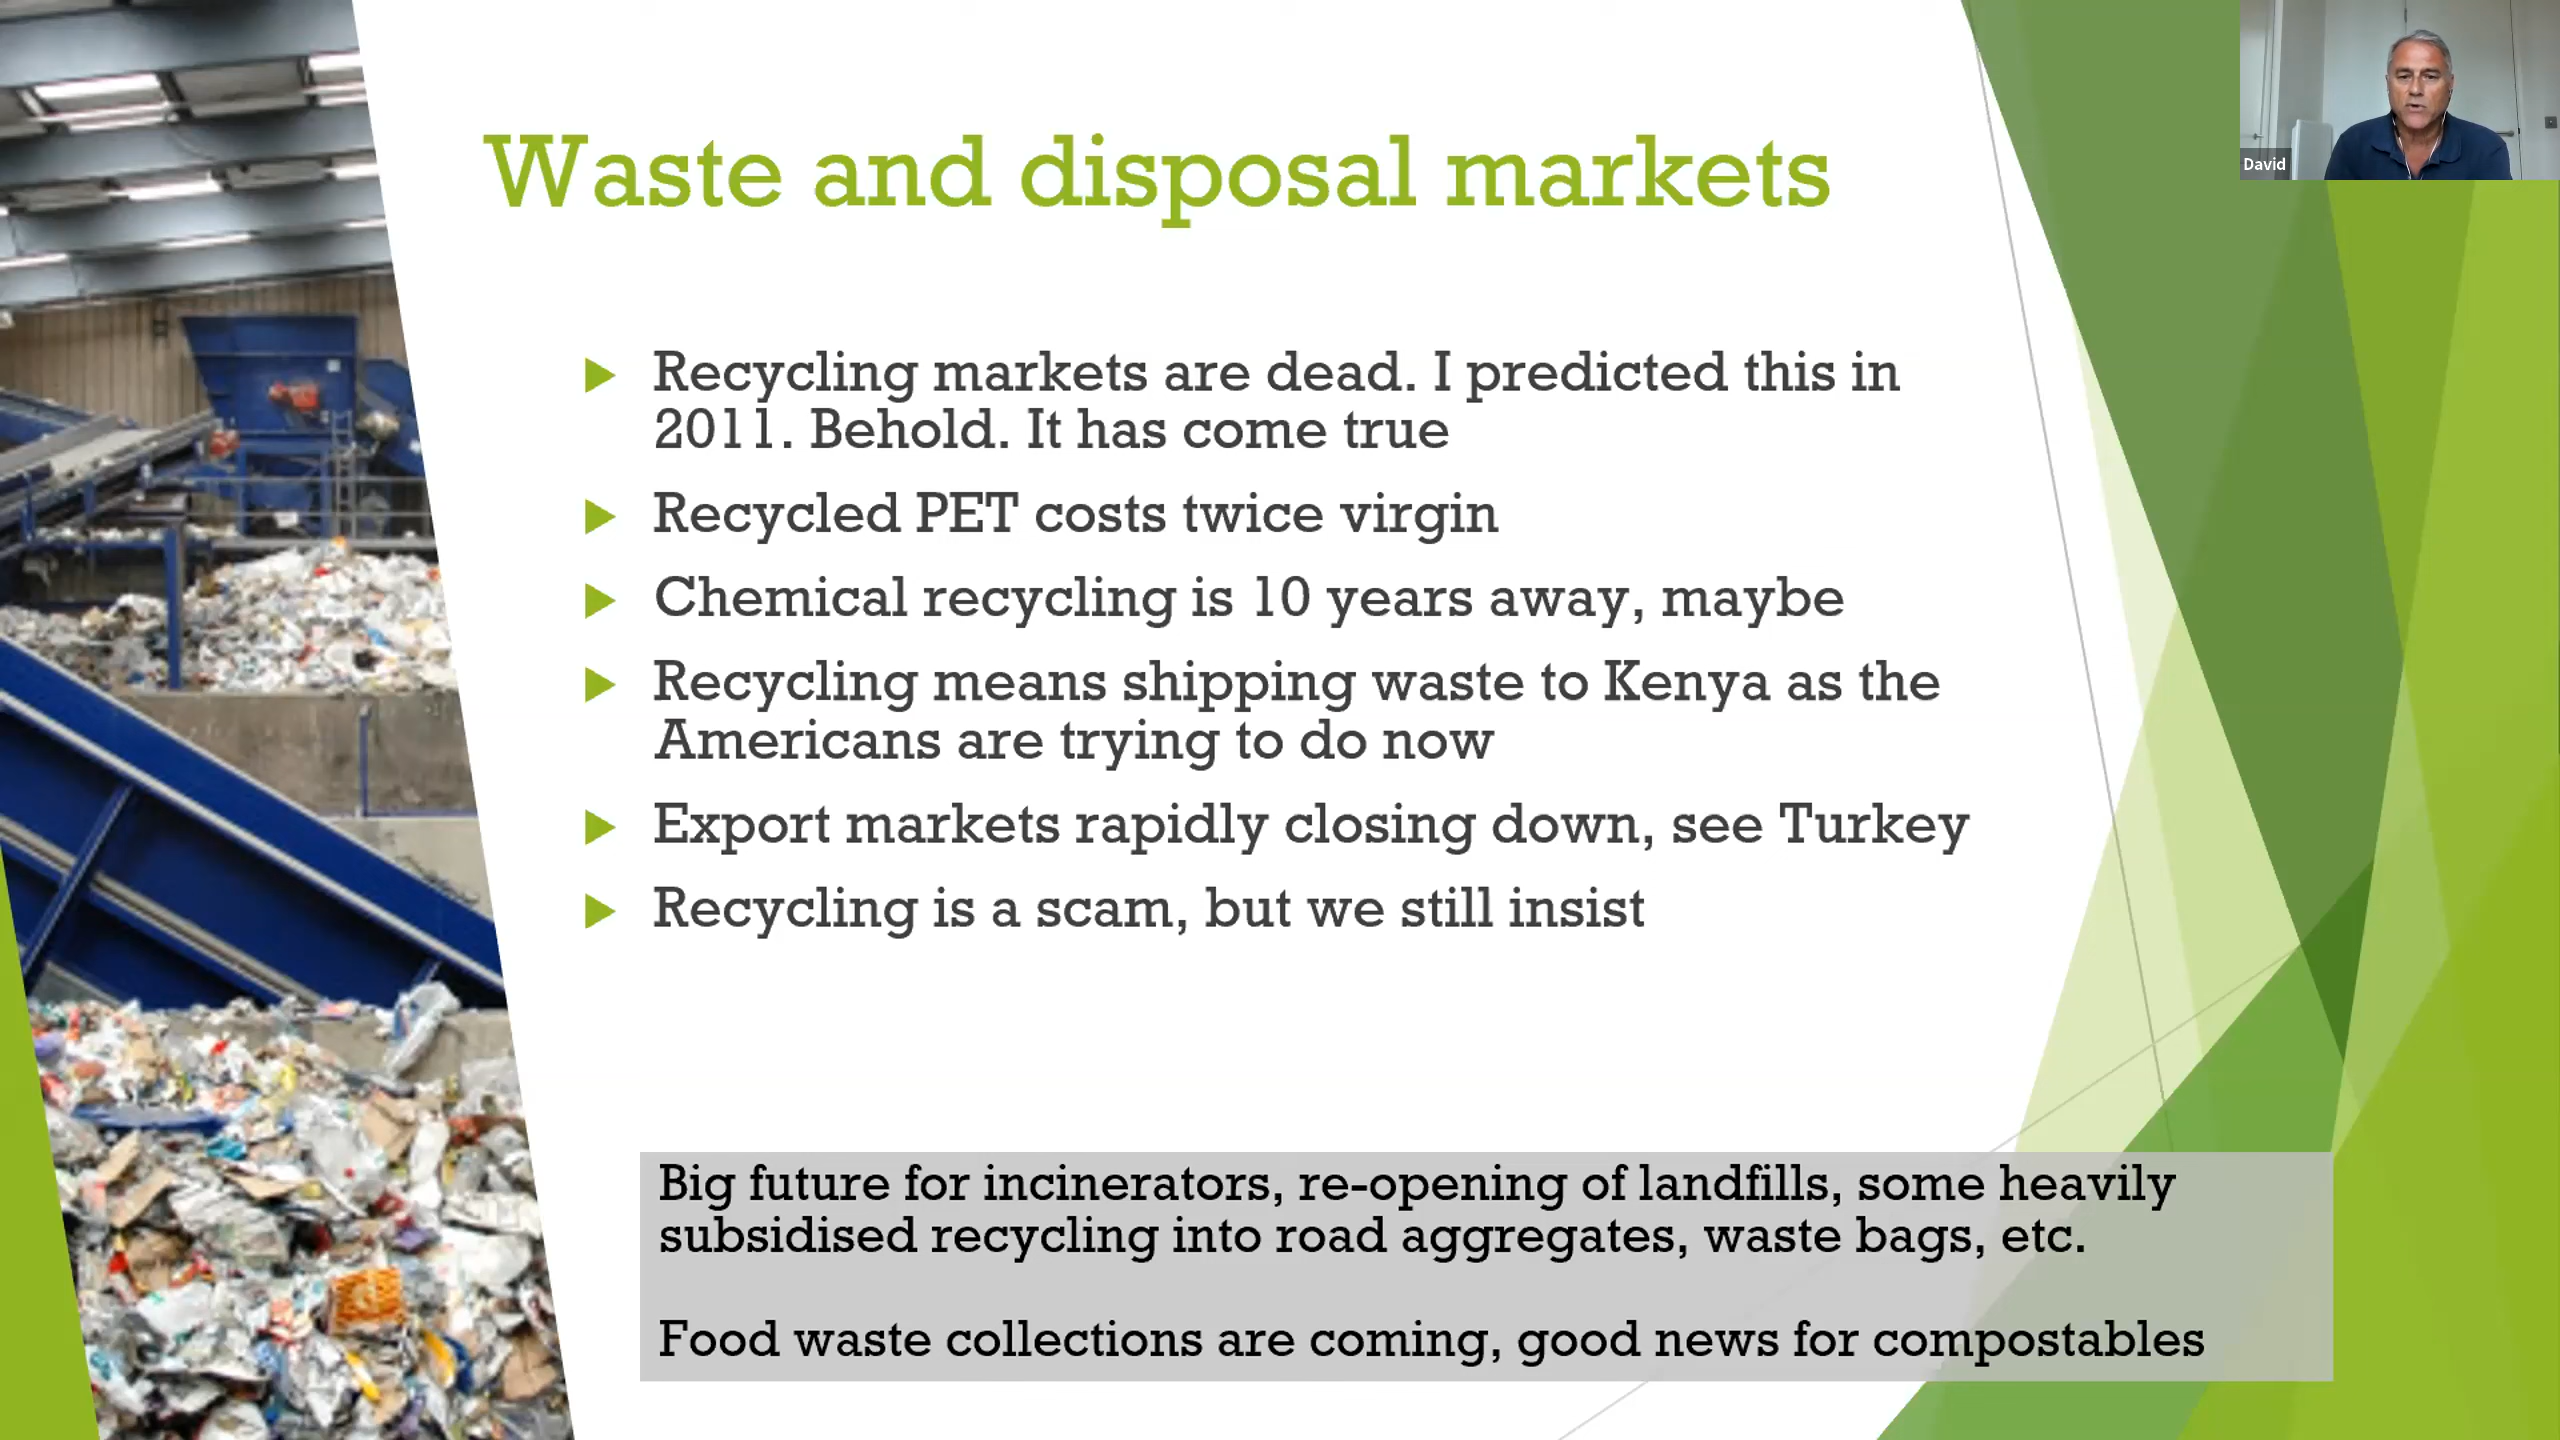 Waste and disposal markets
Recycling markets are dead. I predicted this in
2011. Behold. It has come true
Recycled PET costs twice virgin
Chemical recycling is 10 years away, maybe
Recycling means shipping waste to Kenya as the
Americans are trying to do now
Export markets rapidly closing down, see Turkey
Recycling is a scam, but we still insist
Big future for incinerators, re-opening of landfills, some heavily
subsidised recycling into road aggregates, waste bags, etc.
Food waste collections are coming, good news for compostables
David